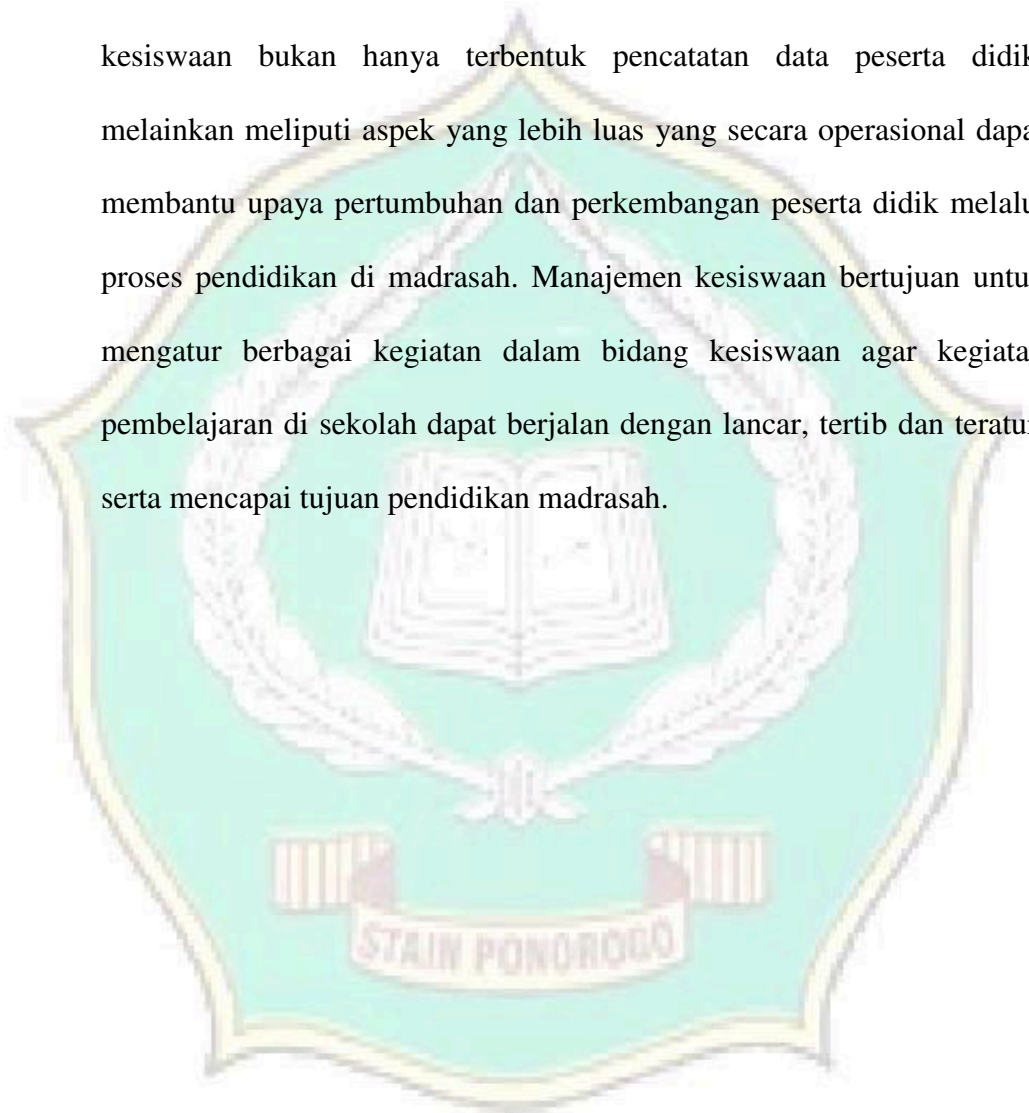 kesiswaan bukan hanya terbentuk pencatatan data peserta didik
melainkan meliputi aspek yang lebih luas yang secara operasional dapa
membantu upaya pertumbuhan dan perkembangan peserta didik melalu
proses pendidikan di madrasah. Manajemen kesiswaan bertujuan untu
mengatur berbagai kegiatan dalam bidang kesiswaan agar kegiata
pembelajaran di sekolah dapat berjalan dengan lancar, tertib dan teratur
serta mencapai tujuan pendidikan madrasah.
STAIN PONOROGO